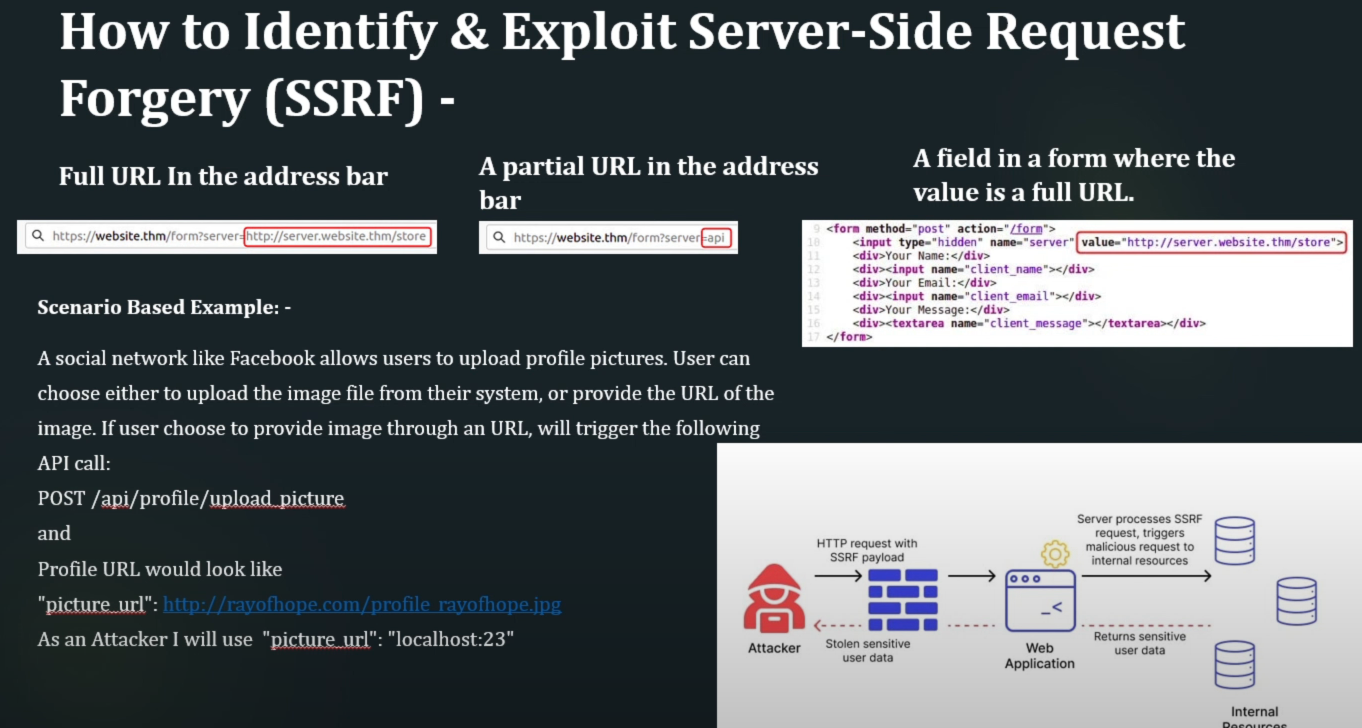 How to Identify & Exploit Server-Side Request
Forgery (SSRF) -
Full URL In the address bar
https://website.thm/form?server=http://server.website.thm/store
A partial URL in the address
bar
https://website.thm/form?server=api
A field in a form where the
value is a full URL.
9 <form method="post" action="/form">
10 <input type="hidden" name="server" value="http://server.website.thm/store">
11 <div>Your Name:</div>
12 <div><input name="client_name"></div>
13 <div>Your Email:</div>
14 <div><input name="client_email"></div>
15 <div>Your Message:</div>
16 <div><textarea name="client_message"></textarea></div>
17 </form>
Scenario Based Example: -
A social network like Facebook allows users to upload profile pictures. User can
choose either to upload the image file from their system, or provide the URL of the
image. If user choose to provide image through an URL, will trigger the following
API call:
POST /api/profile/upload_picture
and
Profile URL would look like
"picture_url": http://rayofhope.com/profile_rayofhope.jpg
As an Attacker I will use "picture_url": "localhost:23"
HTTP request with
SSRF payload
Server processes SSRF
request, triggers
malicious request to
internal resources
Attacker
Stolen sensitive
user data
_<
Web
Application
Returns sensitive
user data
Internal
Resources